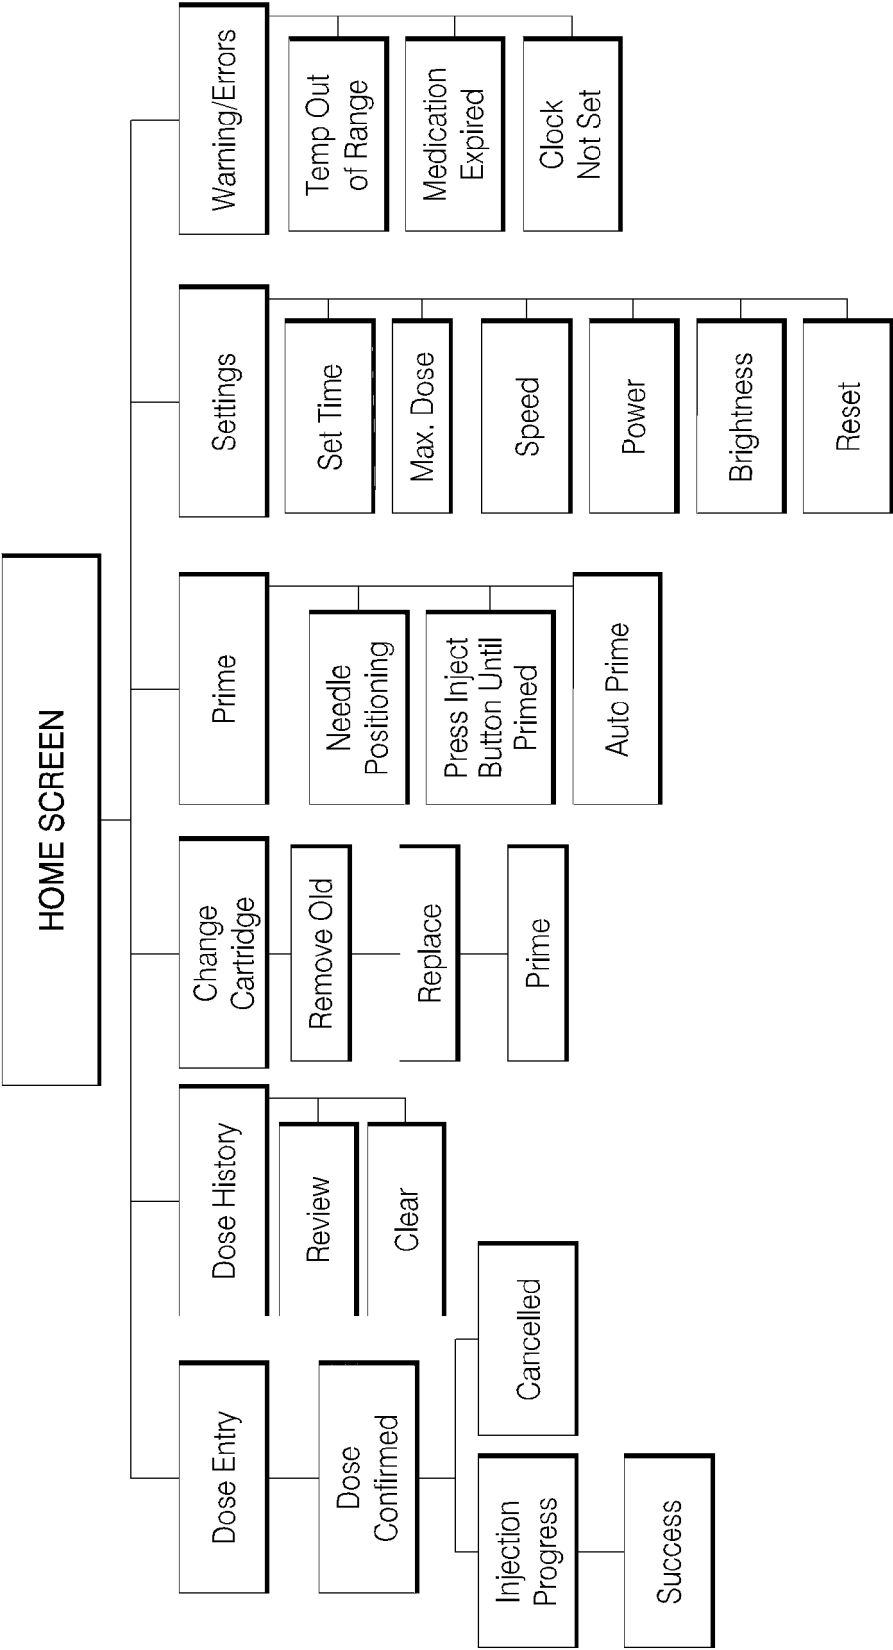 HOME SCREEN
Dose Entry
Dose
Confirmed
Injection
Progress
Success
Cancelled
Dose History
Review
Clear
Change
Cartridge
Remove Old
Replace
Prime
Prime
Needle
Positioning
Press Inject
Button Until
Primed
Auto Prime
Settings
Set Time
Max. Dose
Speed
Power
Brightness
Reset
Warning/Errors
Temp Out
of Range
Medication
Expired
Clock
Not Set